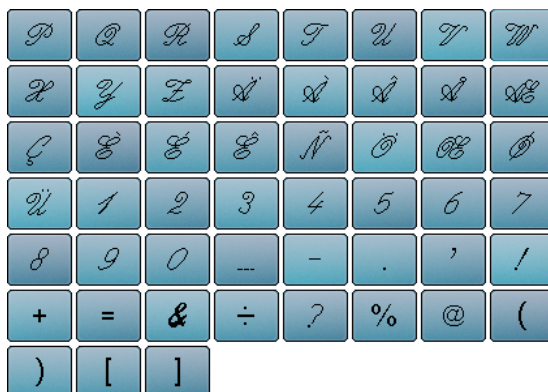 P Q R S T U V W
X Y Z Ä À Â Å Æ
Ç È É Ê Ñ Ö Œ Ø
Ü 1 2 3 4 5 6 7
8 9 0 _ - . ’ !
+ = & ÷ ? % @ (
) [ ]